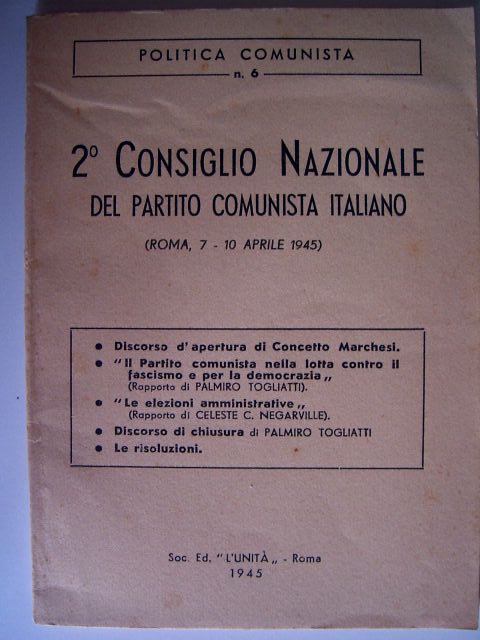 POLITICA COMUNISTA
n. 6
2º CONSIGLIO NAZIONALE
DEL PARTITO COMUNISTA ITALIANO
(ROMA, 7 - 10 APRILE 1945)
● Discorso d'apertura di Concetto Marchesi.
● "Il Partito comunista nella lotta contro il
fascismo e per la democrazia„
(Rapporto di PALMIRO TOGLIATTI).
● "Le elezioni amministrative„
(Rapporto di CELESTE C. NEGARVILLE).
● Discorso di chiusura di PALMIRO TOGLIATTI
● Le risoluzioni.
Soc. Ed. "L'UNITÀ„ - Roma
1945